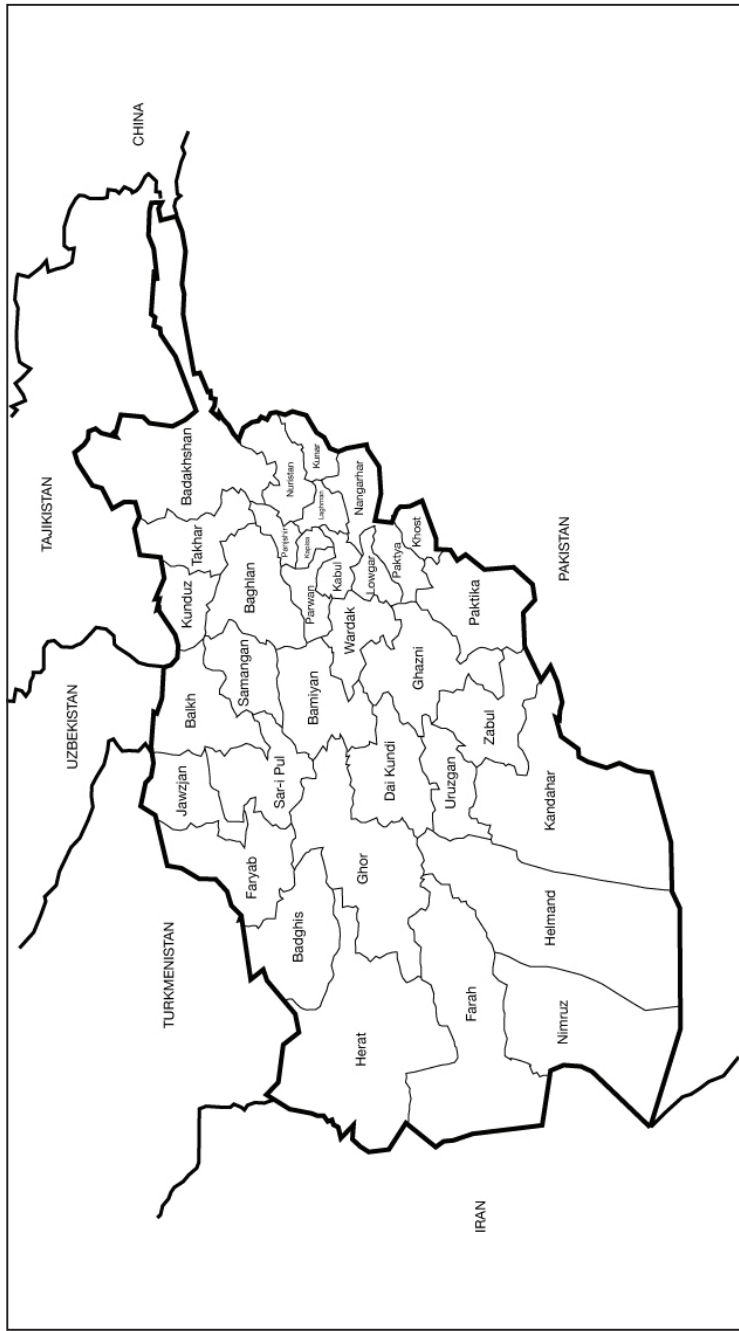 CHINA
TAJIKISTAN
UZBEKISTAN
TURKMENISTAN
IRAN
PAKISTAN
Badakhshan
Takhar
Kunduz
Balkh
Jawzjan
Faryab
Sar-i Pul
Samangan
Baghlan
Panjshir
Nuristan
Kunar
Laghman
Kapisa
Nangarhar
Kabul
Parwan
Bamiyan
Wardak
Lowgar
Paktya
Khost
Badghis
Herat
Ghor
Dai Kundi
Ghazni
Paktika
Uruzgan
Zabul
Farah
Nimruz
Helmand
Kandahar